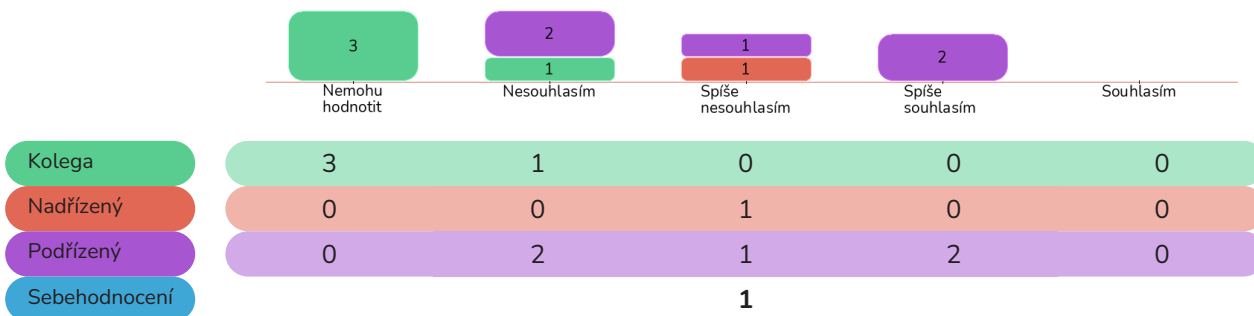 3
2
1
1
1
2
Nemohu hodnotit
Nesouhlasím
Spíše nesouhlasím
Spíše souhlasím
Souhlasím
Kolega 3 1 0 0 0
Nadřízený 0 0 1 0 0
Podřízený 0 2 1 2 0
Sebehodnocení 1